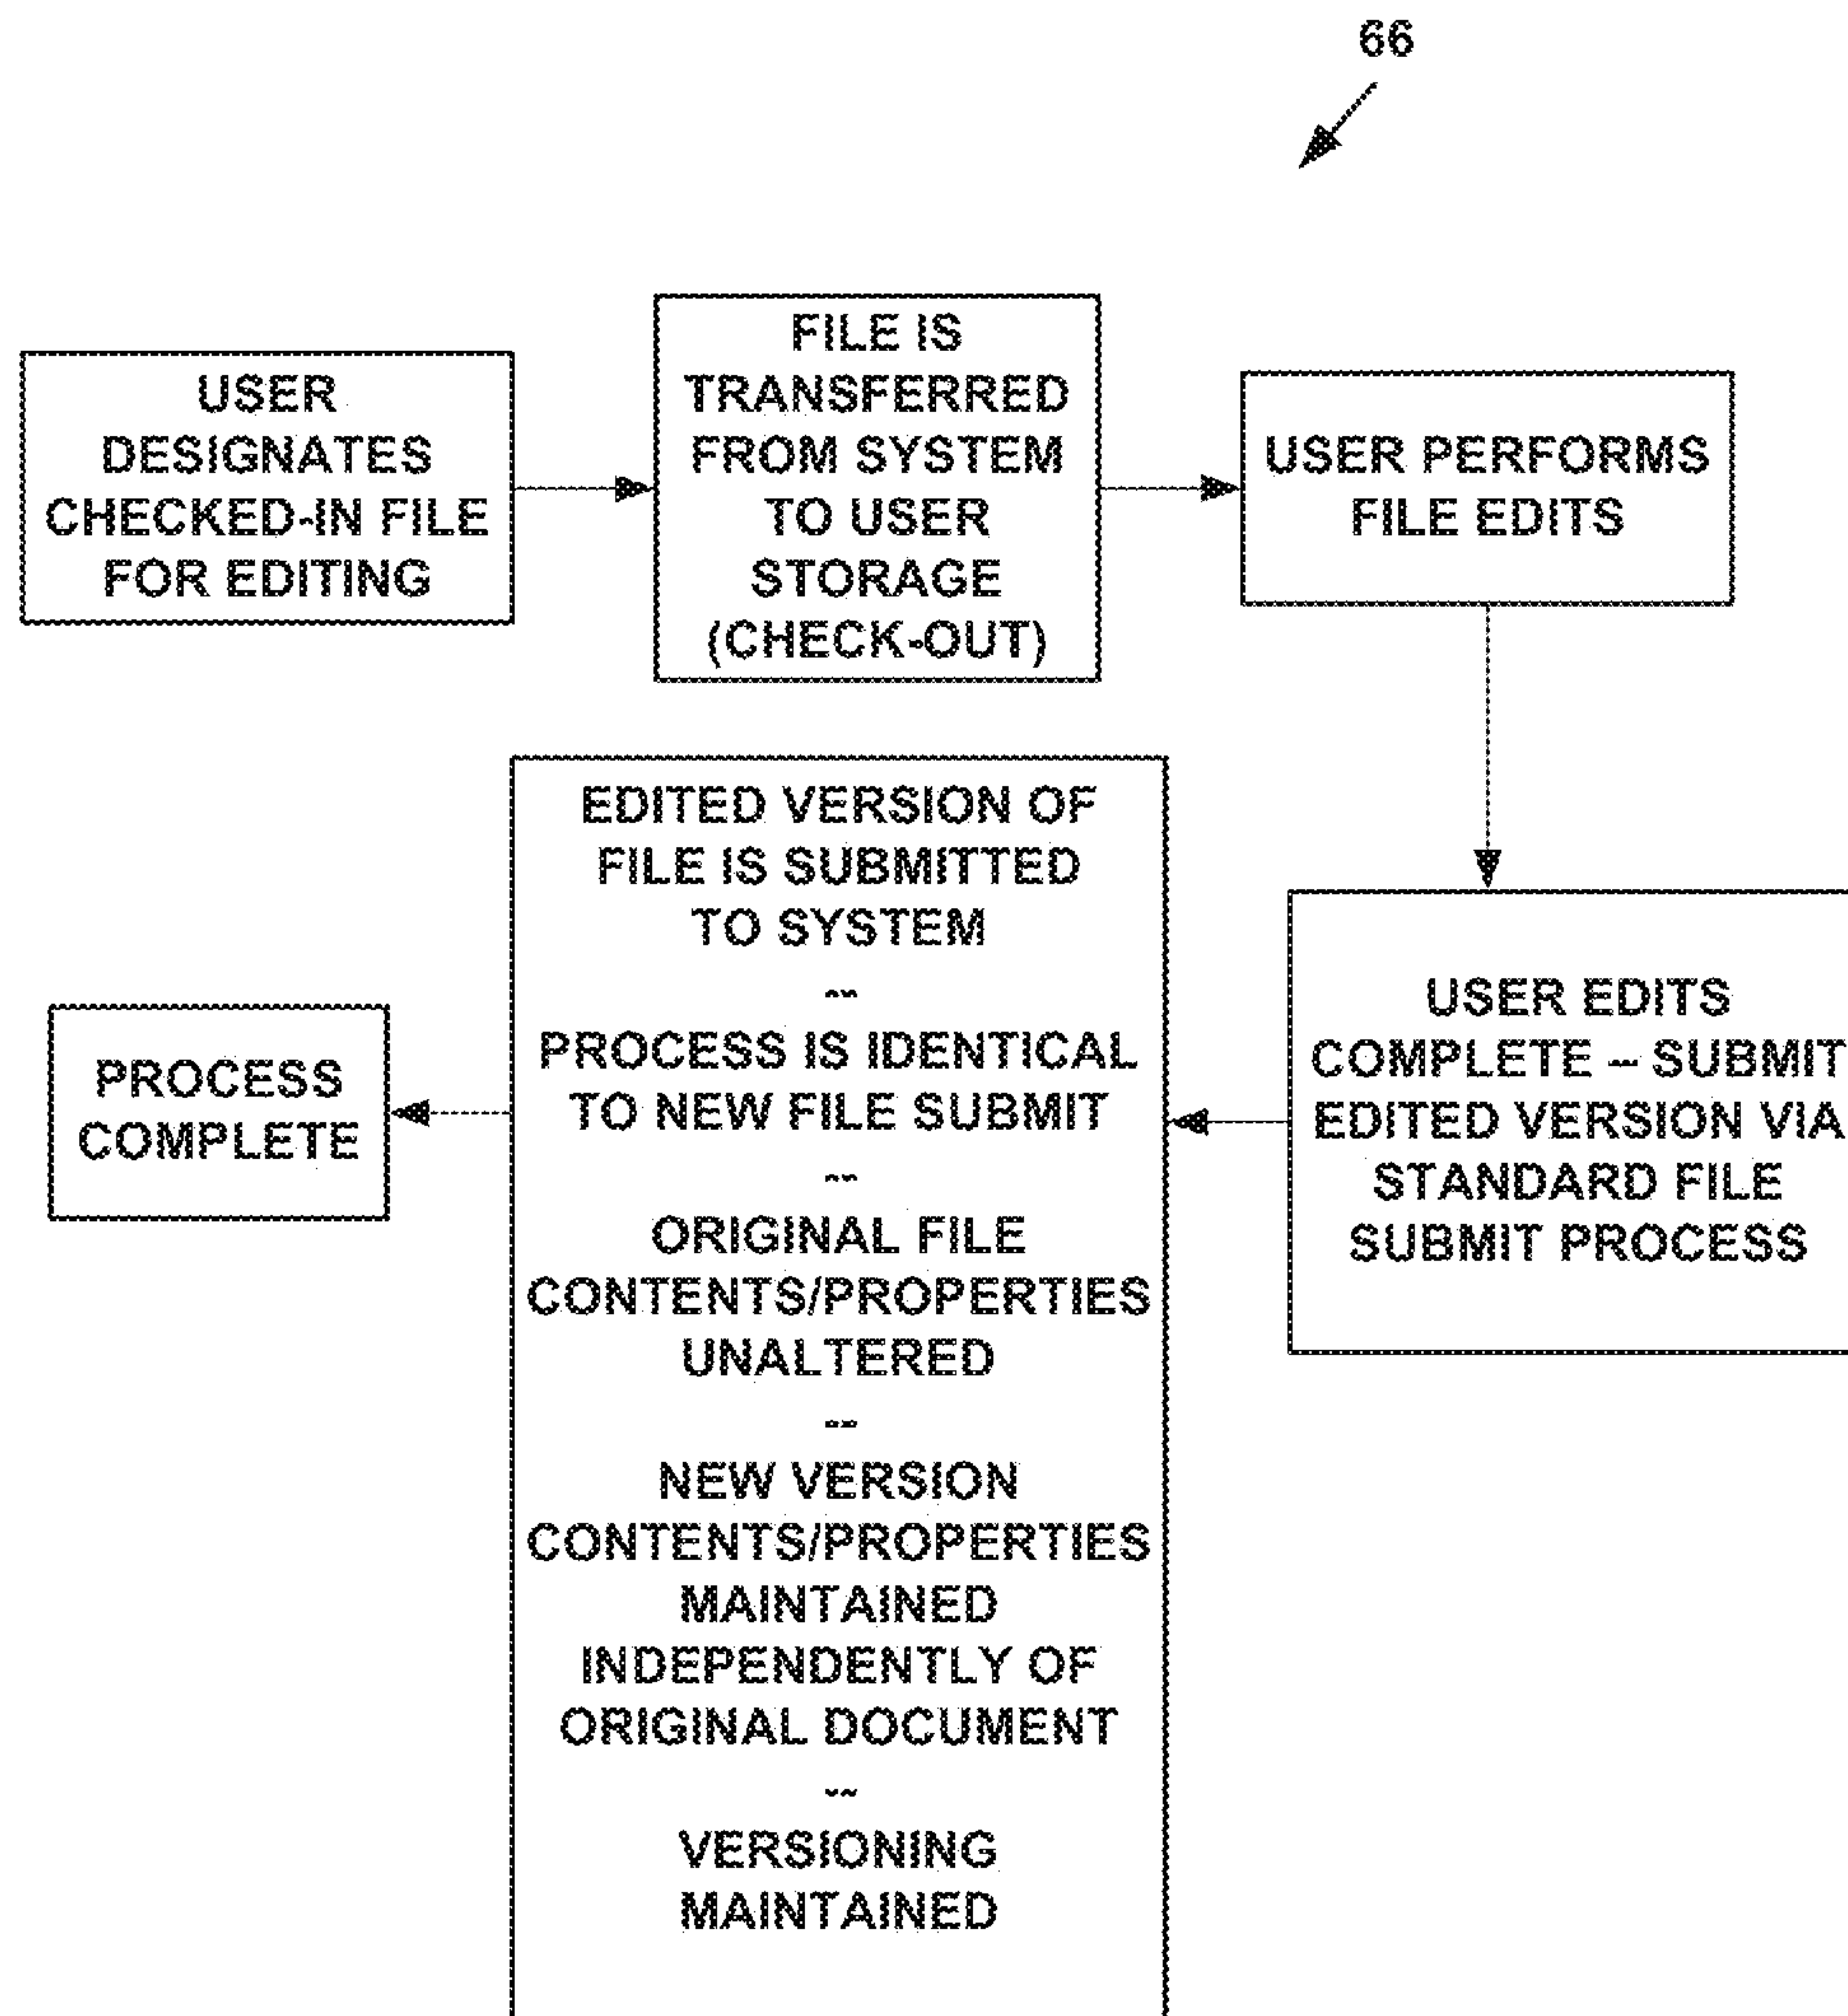 66
USER
DESIGNATES
CHECKED-IN FILE
FOR EDITING
FILE IS
TRANSFERRED
FROM SYSTEM
TO USER
STORAGE
(CHECK-OUT)
USER PERFORMS
FILE EDITS
USER EDITS
COMPLETE -- SUBMIT
EDITED VERSION VIA
STANDARD FILE
SUBMIT PROCESS
EDITED VERSION OF
FILE IS SUBMITTED
TO SYSTEM
--
PROCESS IS IDENTICAL
TO NEW FILE SUBMIT
--
ORIGINAL FILE
CONTENTS/PROPERTIES
UNALTERED
--
NEW VERSION
CONTENTS/PROPERTIES
MAINTAINED
INDEPENDENTLY OF
ORIGINAL DOCUMENT
--
VERSIONING
MAINTAINED
PROCESS
COMPLETE